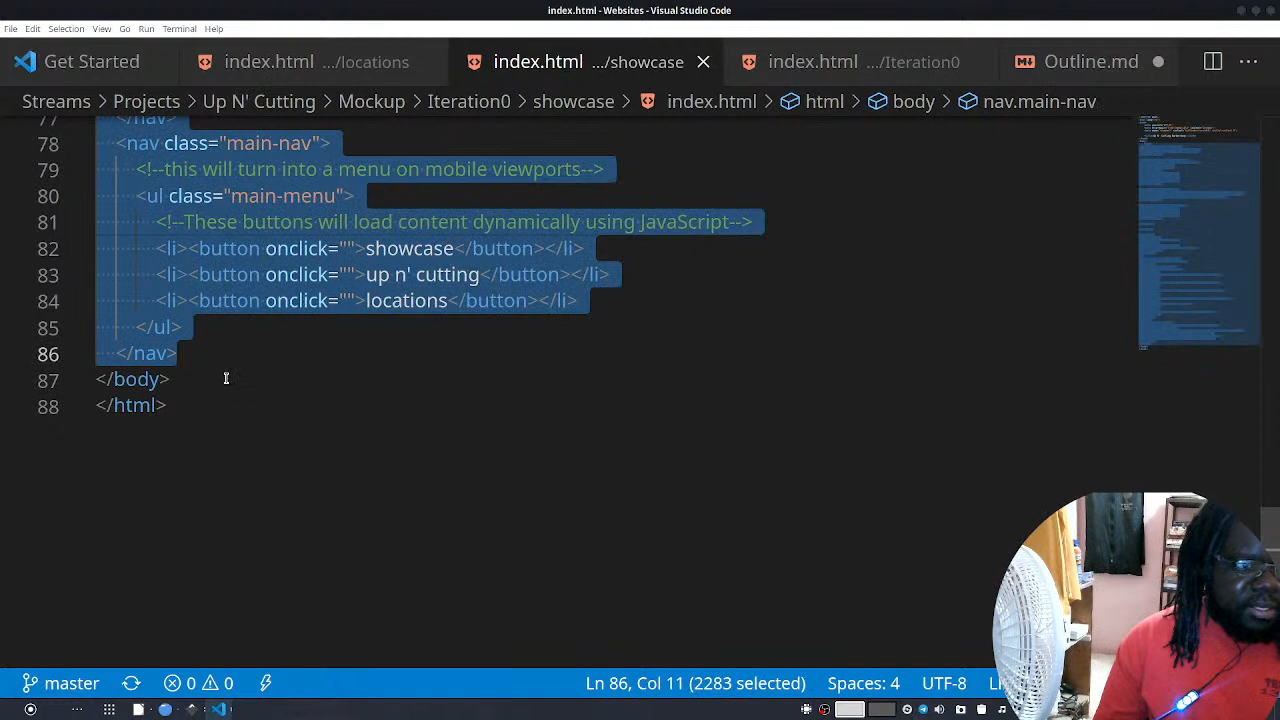 index.html - Websites - Visual Studio Code
File Edit Selection View Go Run Terminal Help
Get Started index.html .../locations index.html .../showcase index.html .../Iteration0 Outline.md
Streams Projects Up N' Cutting Mockup Iteration0 showcase index.html html body nav.main-nav
77 </nav>
78 <nav class="main-nav">
79 <!--this will turn into a menu on mobile viewports-->
80 <ul class="main-menu">
81 <!--These buttons will load content dynamically using JavaScript-->
82 <li><button onclick="">showcase</button></li>
83 <li><button onclick="">up n' cutting</button></li>
84 <li><button onclick="">locations</button></li>
85 </ul>
86 </nav>
87 </body>
88 </html>
master 0 0 Ln 86, Col 11 (2283 selected) Spaces: 4 UTF-8